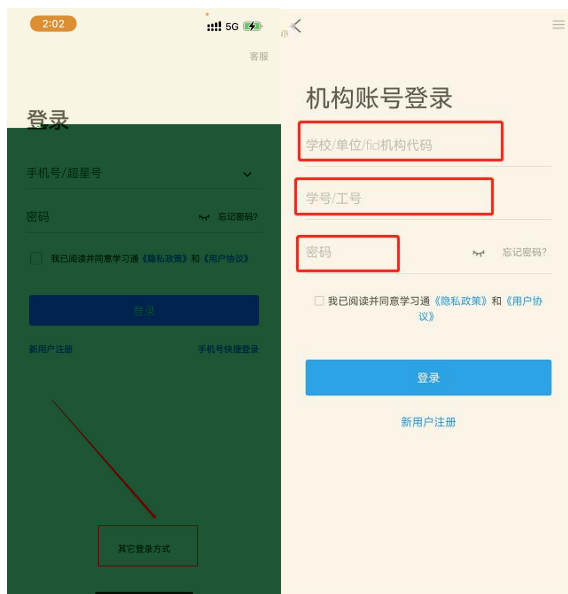 2:02
5G
客服
登录
手机号/超星号
密码
忘记密码?
我已阅读并同意学习通《隐私政策》和《用户协议》
登录
新用户注册
手机号快捷登录
其它登录方式
机构账号登录
学校/单位/fid机构代码
学号/工号
密码
忘记密码?
我已阅读并同意学习通《隐私政策》和《用户协
议》
登录
新用户注册